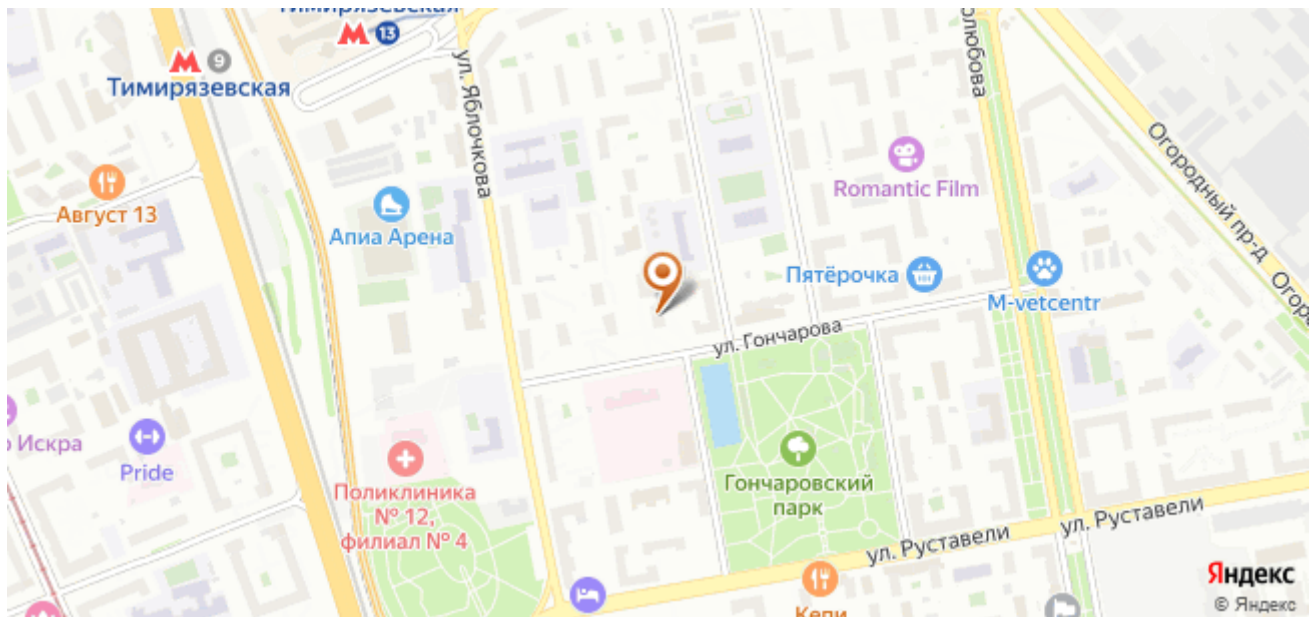 Тимирязевская
13
9
Тимирязевская
ул. Яблочкова
Август 13
Апиа Арена
Romantic Film
Огородный пр-д
Пятёрочка
M-vetcentr
ул. Гончарова
Искра
Pride
Поликлиника
№ 12,
филиал № 4
Гончаровский
парк
ул. Руставели
ул. Руставели
Кепи
Яндекс
© Яндекс